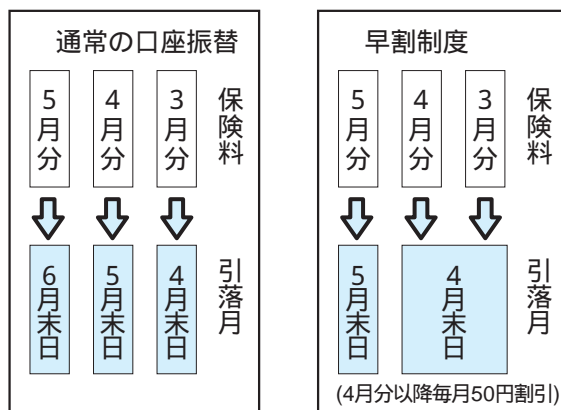 通常の口座振替
保険料
3月分
4月分
5月分
引落月
4月末日
5月末日
6月末日
早割制度
保険料
3月分
4月分
5月分
引落月
4月末日
5月末日
(4月分以降毎月50円割引)